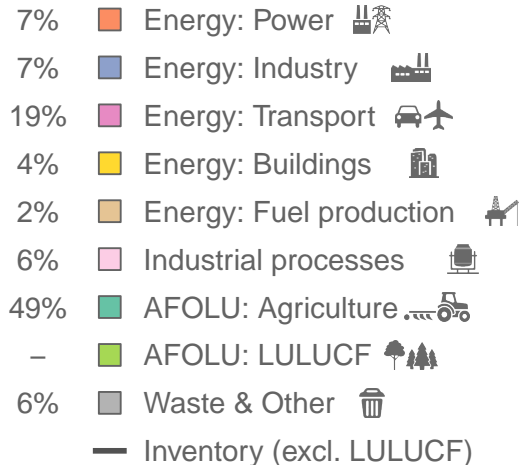 7% Energy: Power
7% Energy: Industry
19% Energy: Transport
4% Energy: Buildings
2% Energy: Fuel production
6% Industrial processes
49% AFOLU: Agriculture
– AFOLU: LULUCF
6% Waste & Other
Inventory (excl. LULUCF)